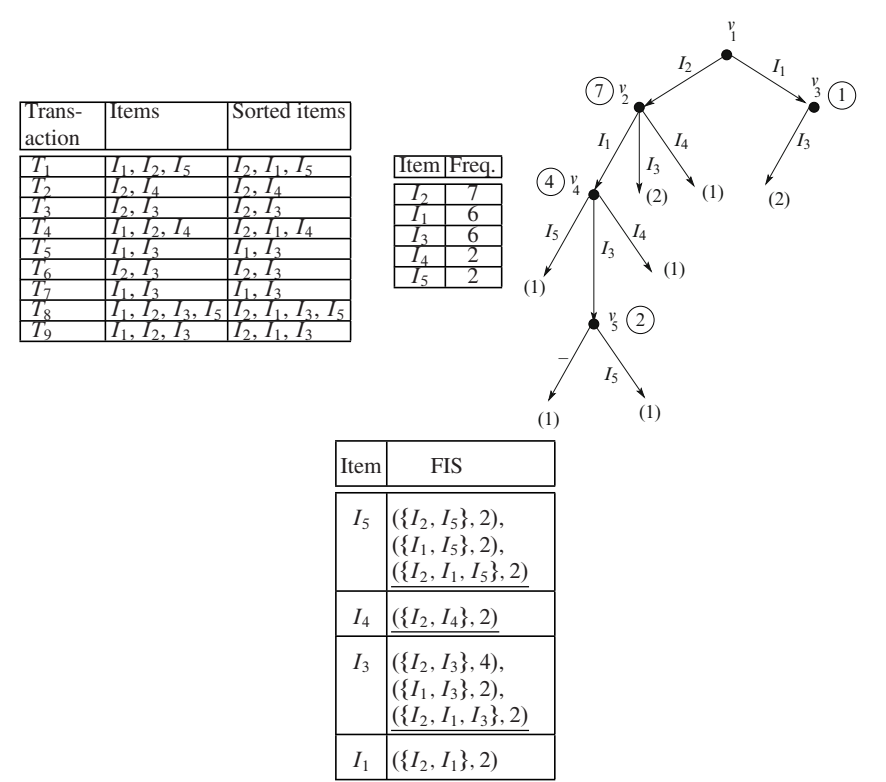 Trans-
action
Items
Sorted items
T1 I1, I2, I5 I2, I1, I5
T2 I2, I4 I2, I4
T3 I2, I3 I2, I3
T4 I1, I2, I4 I2, I1, I4
T5 I1, I3 I1, I3
T6 I2, I3 I2, I3
T7 I1, I3 I1, I3
T8 I1, I2, I3, I5 I2, I1, I3, I5
T9 I1, I2, I3 I2, I1, I3
Item Freq.
I2 7
I1 6
I3 6
I4 2
I5 2
v1
I2 I1
7 v2 v3 1
I1 I3 I4 I3
4 v4 (2) (1) (2)
I5 I3 I4
(1) (1)
v5 2
– I5
(1) (1)
Item FIS
I5 ({I2, I5}, 2),
({I1, I5}, 2),
({I2, I1, I5}, 2)
I4 ({I2, I4}, 2)
I3 ({I2, I3}, 4),
({I1, I3}, 2),
({I2, I1, I3}, 2)
I1 ({I2, I1}, 2)